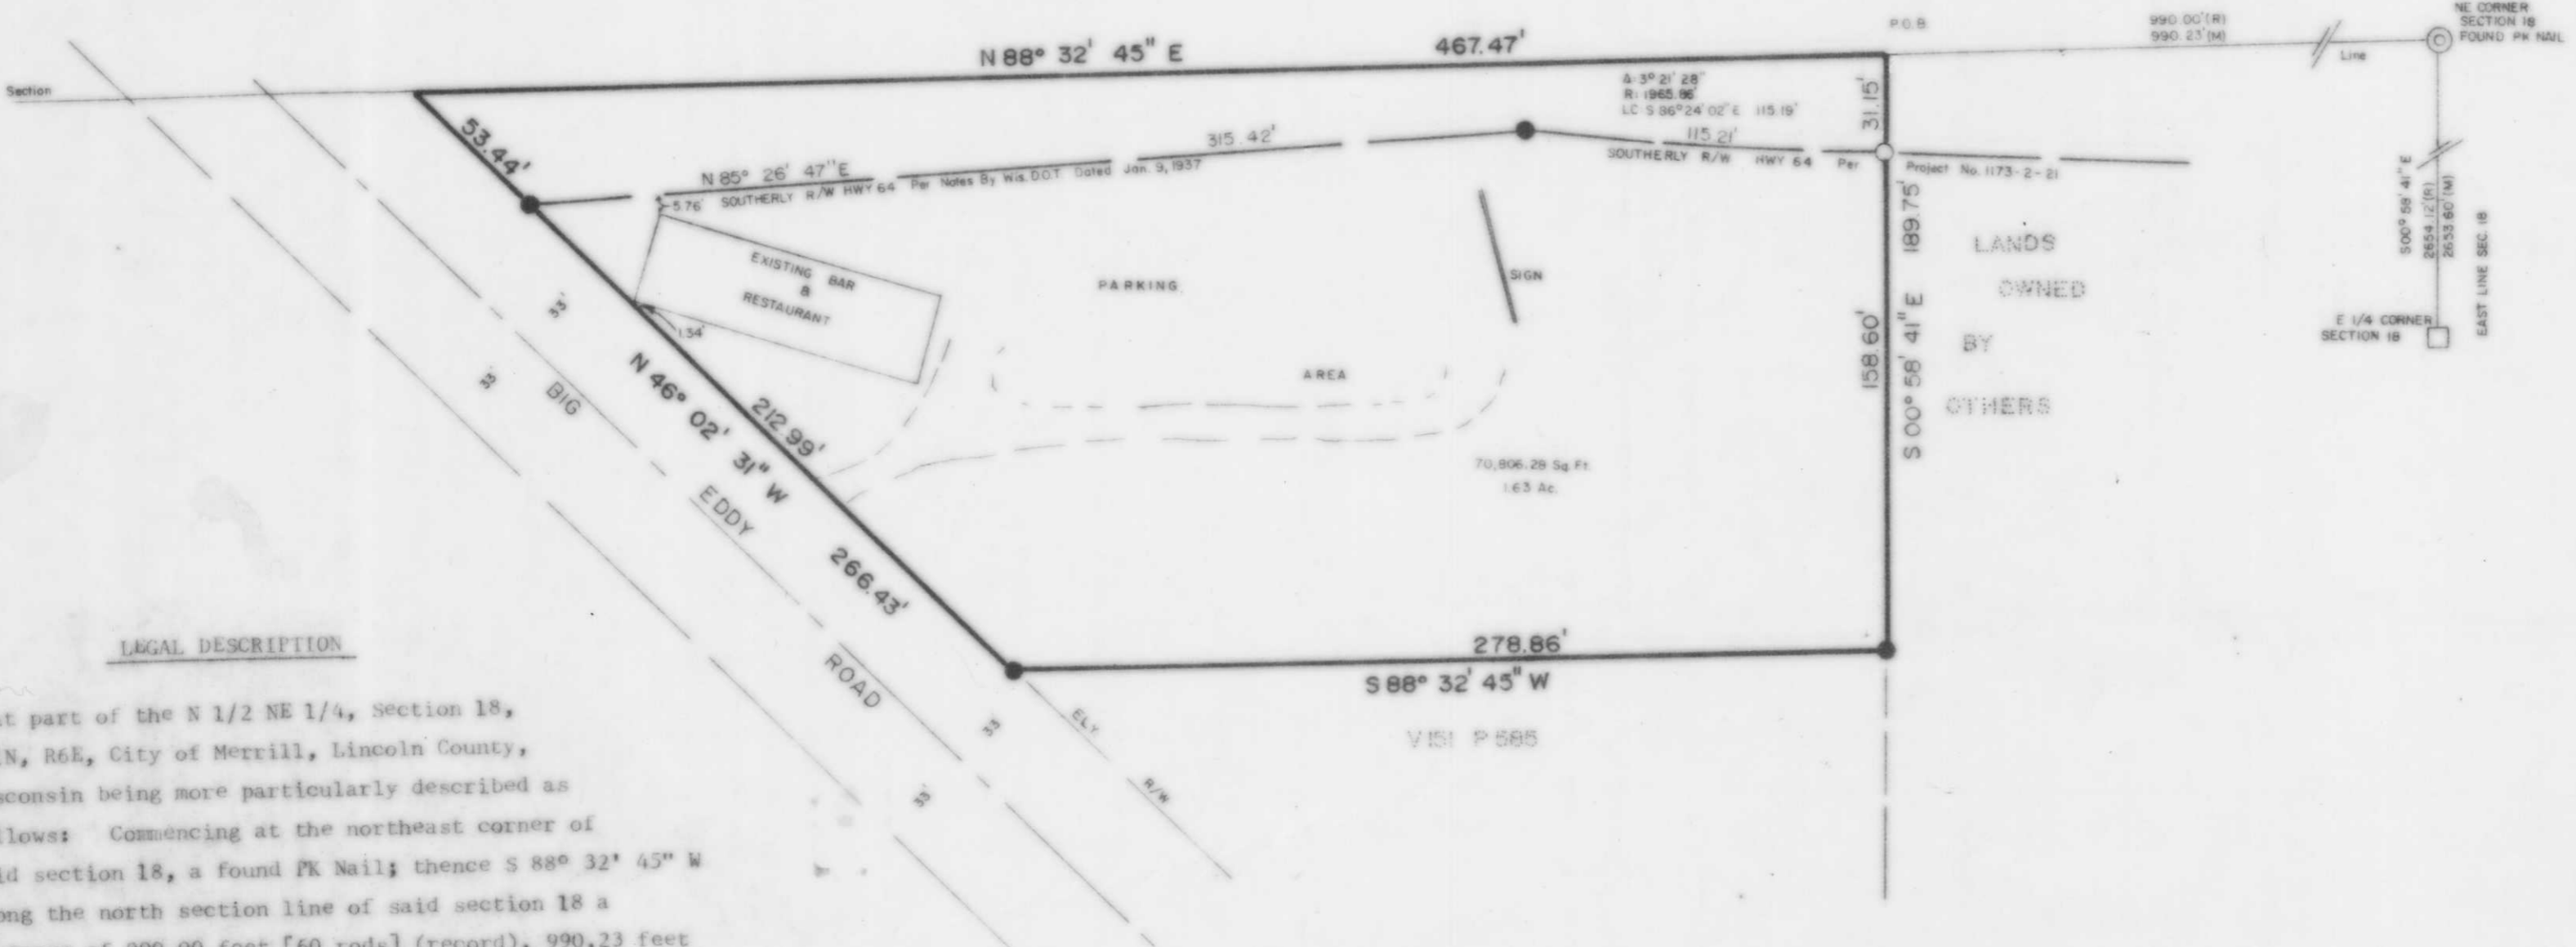 NE CORNER
SECTION 18
FOUND PK NAIL
P.O.B.
990.00'(R)
990.23'(M)
Line
Section
N 88° 32' 45" E
467.47'
Δ: 3° 21' 28"
R: 1965.86'
LC: S 86° 24' 02" E 115.19'
31.15'
53.44'
315.42'
115.21'
N 85° 26' 47" E
SOUTHERLY R/W HWY 64 Per Notes By Wis. D.O.T. Dated Jan. 9, 1937
SOUTHERLY R/W HWY 64 Per Project No. 1173-2-21
5.76'
EXISTING BAR
&
RESTAURANT
1.34'
PARKING
AREA
SIGN
189.75'
158.60'
S 00° 58' 41" E
LANDS
OWNED
BY
OTHERS
S 00° 58' 41" E
2654.12'(R)
2653.60'(M)
EAST LINE SEC. 18
E 1/4 CORNER
SECTION 18
33'
33'
BIG
EDDY
ROAD
N 46° 02' 31" W
212.99'
266.43'
70,806.28 Sq. Ft.
1.63 Ac.
278.86'
S 88° 32' 45" W
V 151 P 585
33'
33'
ELY
R/W
LEGAL DESCRIPTION
part of the N 1/2 NE 1/4, Section 18,
N, R6E, City of Merrill, Lincoln County,
sconsin being more particularly described as
llows: Commencing at the northeast corner of
id section 18, a found PK Nail; thence S 88° 32' 45" W
ong the north section line of said section 18 a
feet [60 rods] (record), 990.23 feet